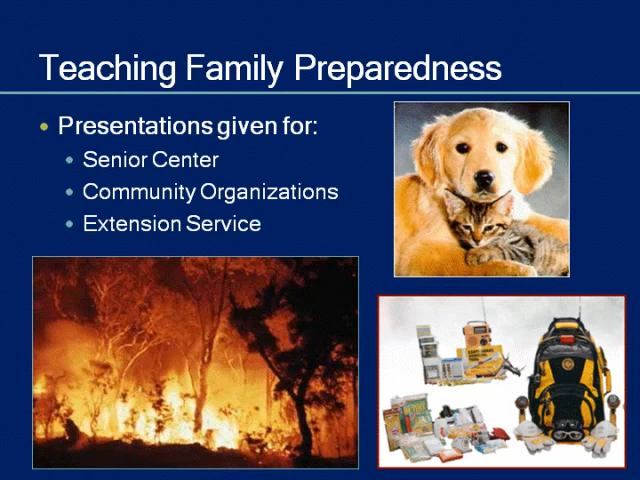 Teaching Family Preparedness
Presentations given for:
Senior Center
Community Organizations
Extension Service